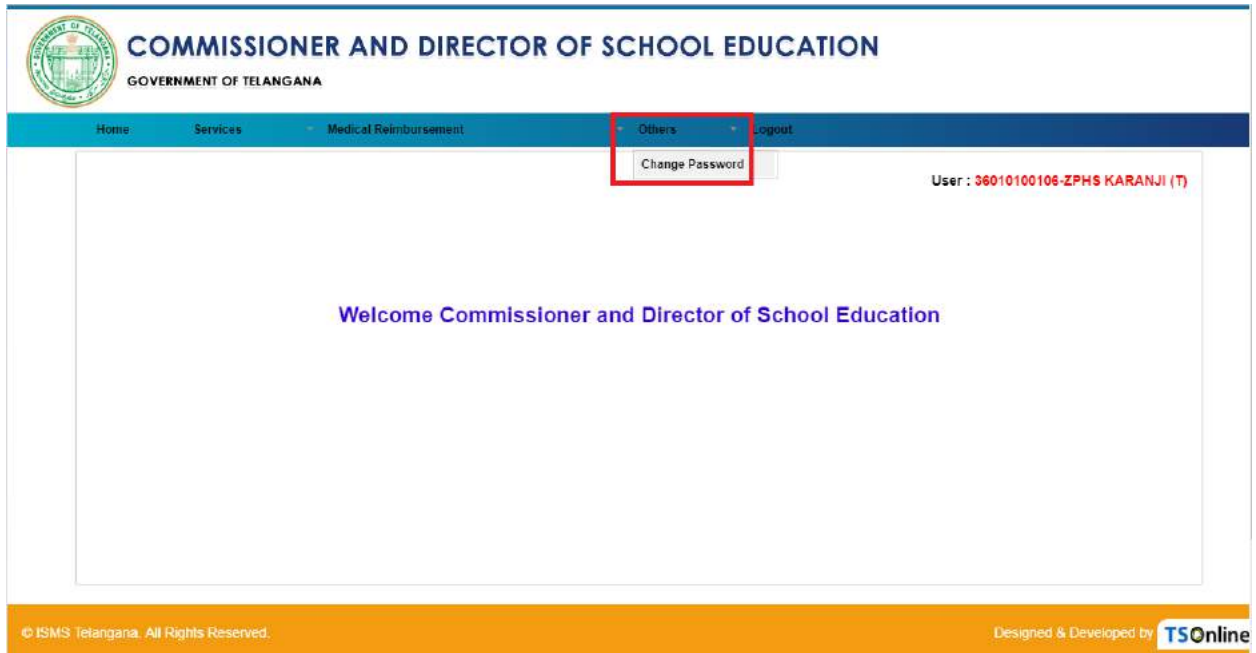 COMMISSIONER AND DIRECTOR OF SCHOOL EDUCATION
GOVERNMENT OF TELANGANA
Home Services Medical Reimbursement Others Logout
Change Password
User : 36010100106-ZPHS KARANJI (T)
Welcome Commissioner and Director of School Education
© ISMS Telangana. All Rights Reserved.
Designed & Developed by TSOnline